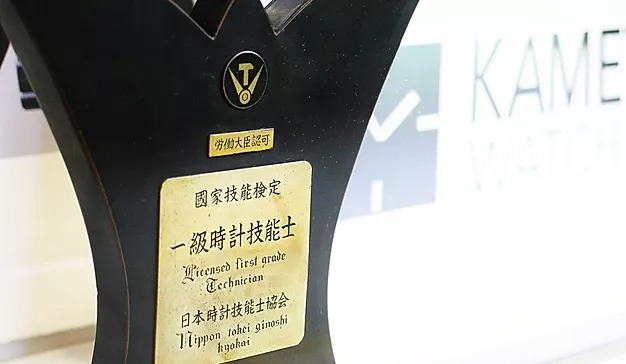 労働大臣認可
國家技能検定
一級時計技能士
Licensed first grade
Technician
日本時計技能士協会
Nippon tokei ginoshi
kyokai
KAME
WATCH